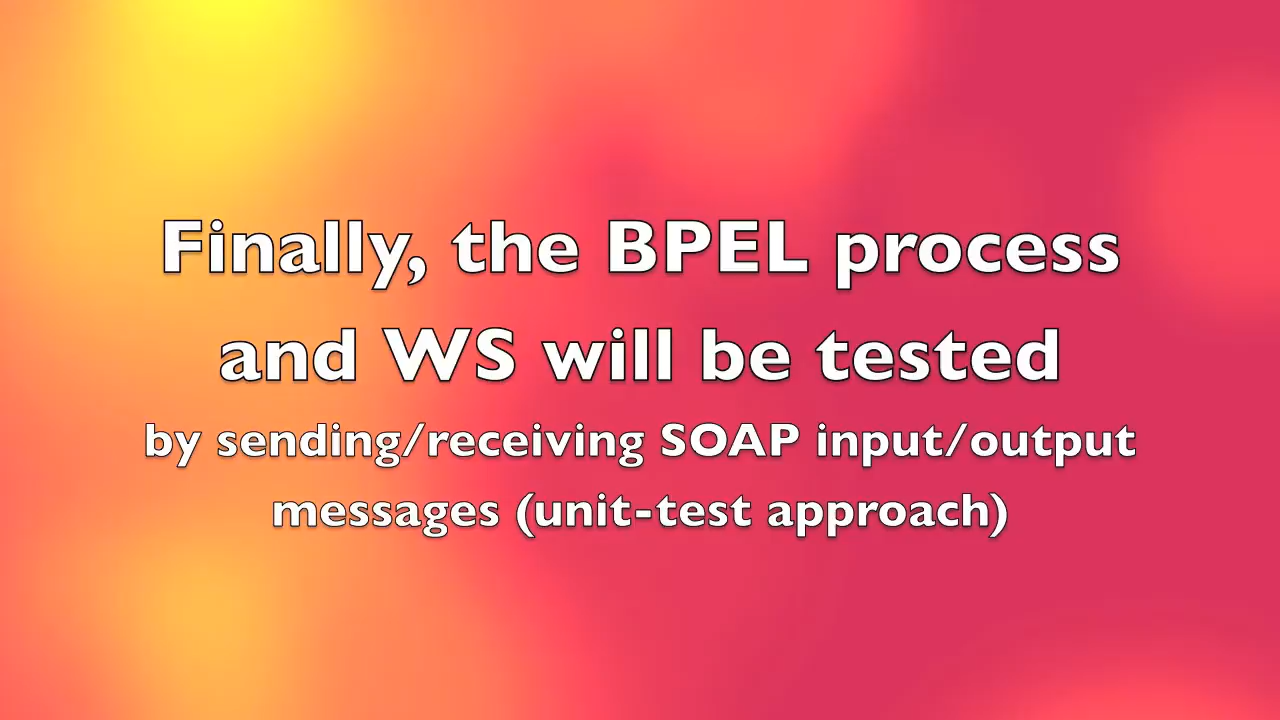 Finally, the BPEL process
and WS will be tested
by sending/receiving SOAP input/output
messages (unit-test approach)